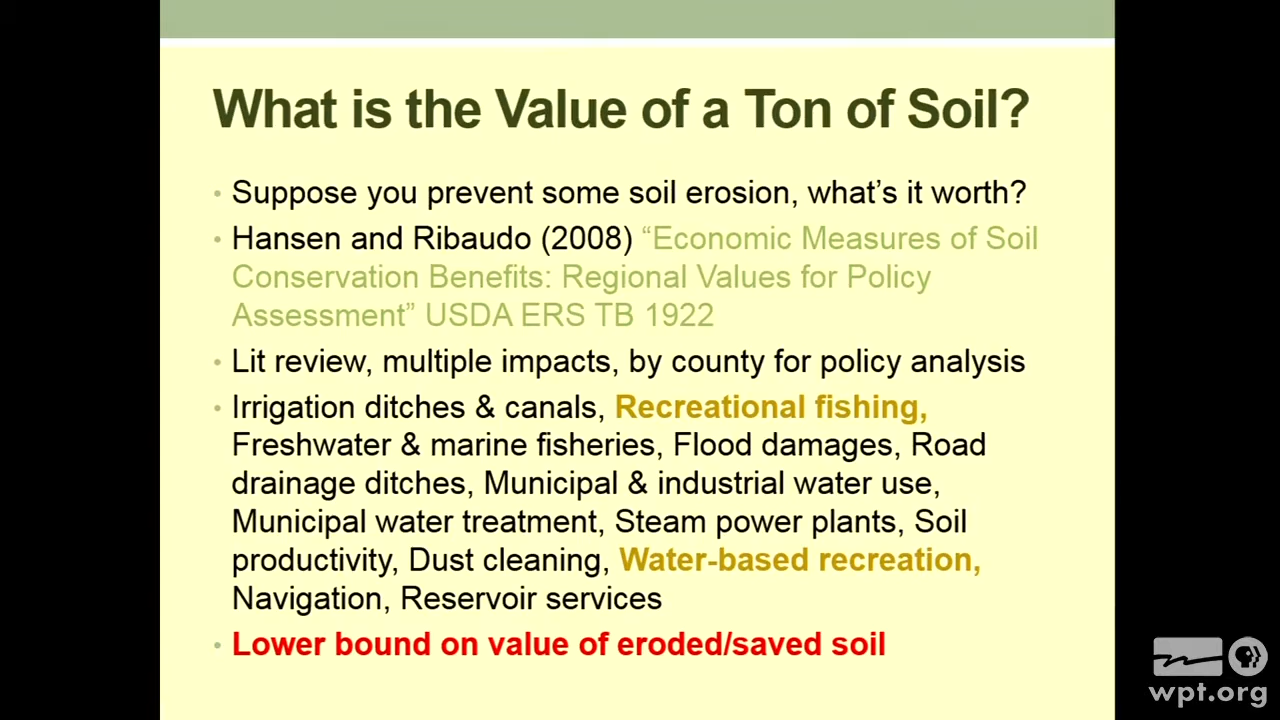 What is the Value of a Ton of Soil?
• Suppose you prevent some soil erosion, what’s it worth?
• Hansen and Ribaudo (2008) “Economic Measures of Soil
Conservation Benefits: Regional Values for Policy
Assessment” USDA ERS TB 1922
• Lit review, multiple impacts, by county for policy analysis
• Irrigation ditches & canals, Recreational fishing,
Freshwater & marine fisheries, Flood damages, Road
drainage ditches, Municipal & industrial water use,
Municipal water treatment, Steam power plants, Soil
productivity, Dust cleaning, Water-based recreation,
Navigation, Reservoir services
• Lower bound on value of eroded/saved soil
wpt.org